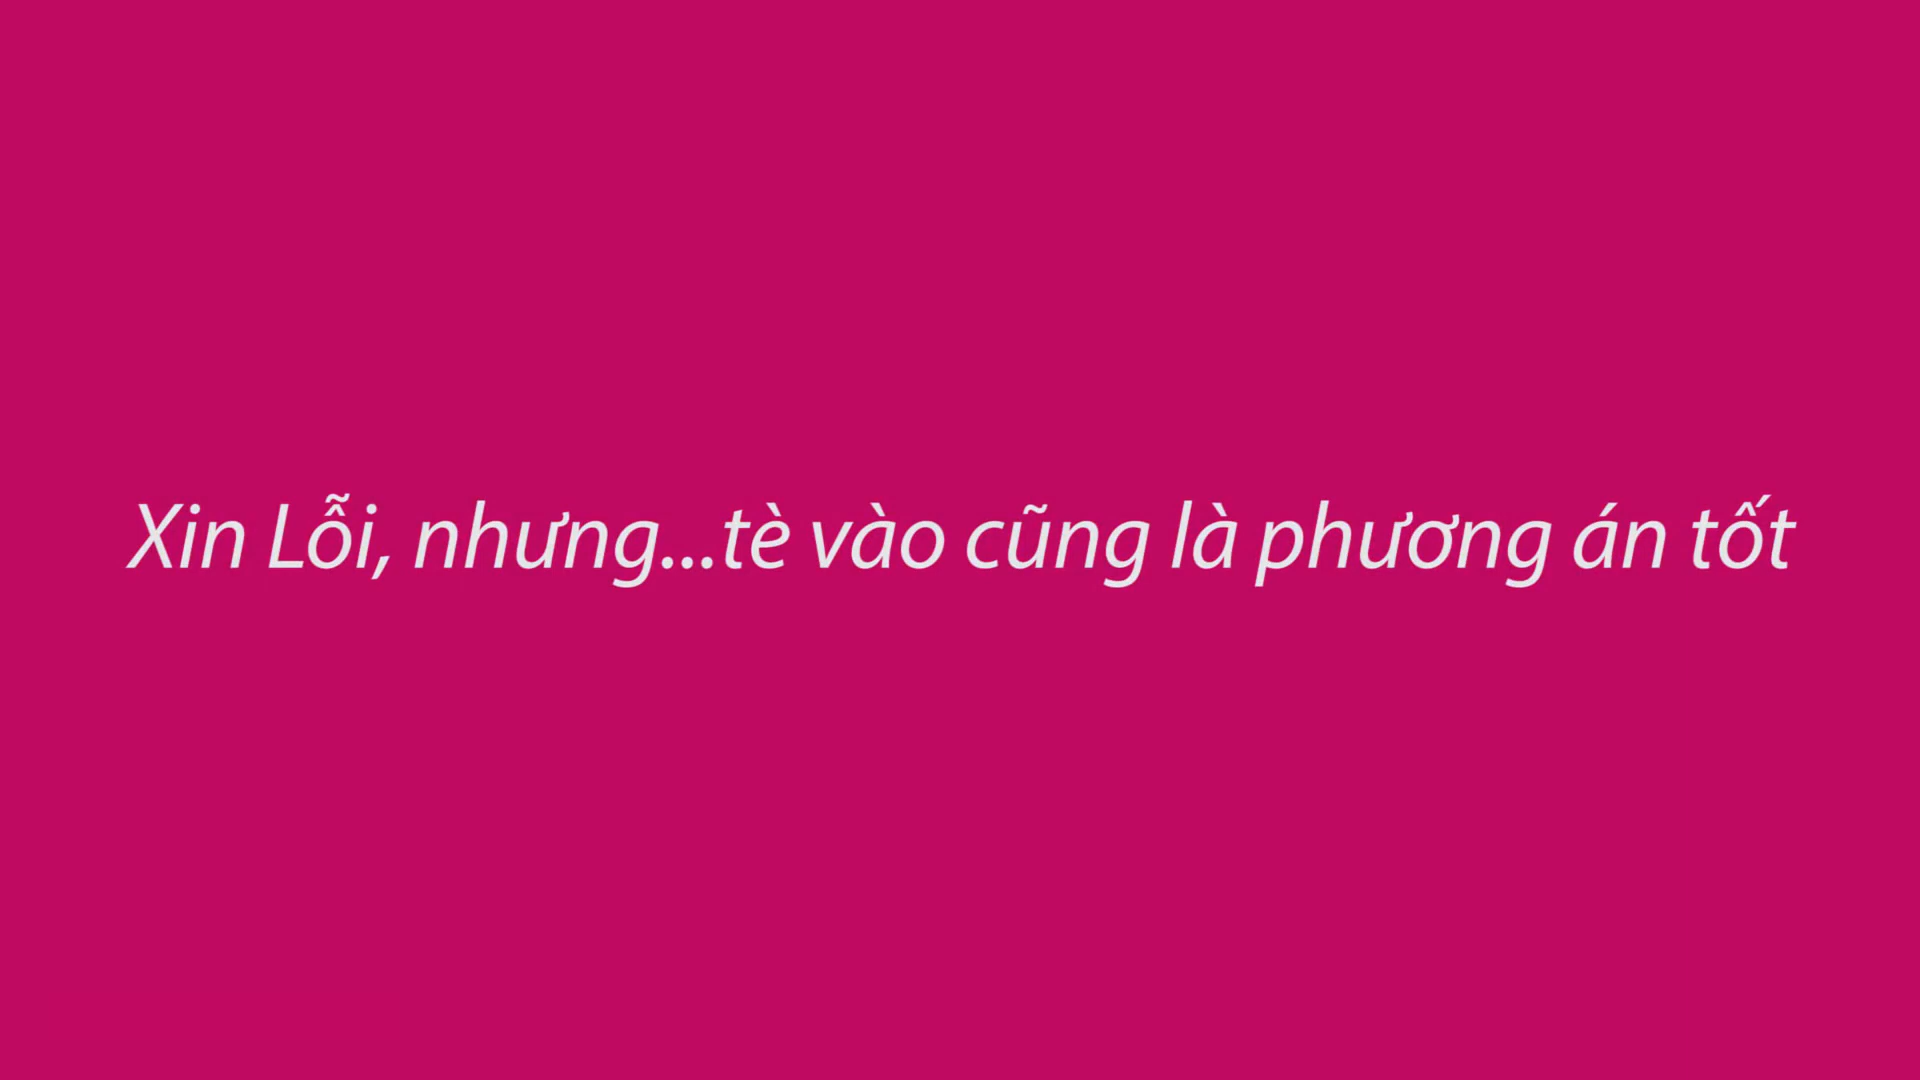 Xin Lỗi, nhưng...tè vào cũng là phương án tốt